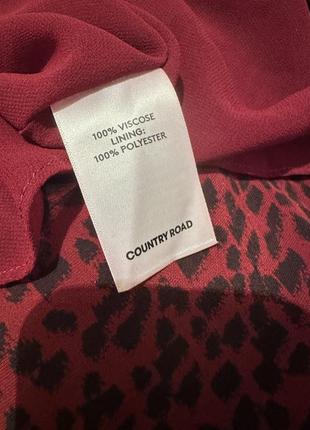 100% VISCOSE
LINING:
100% POLYESTER
COUNTRY ROAD